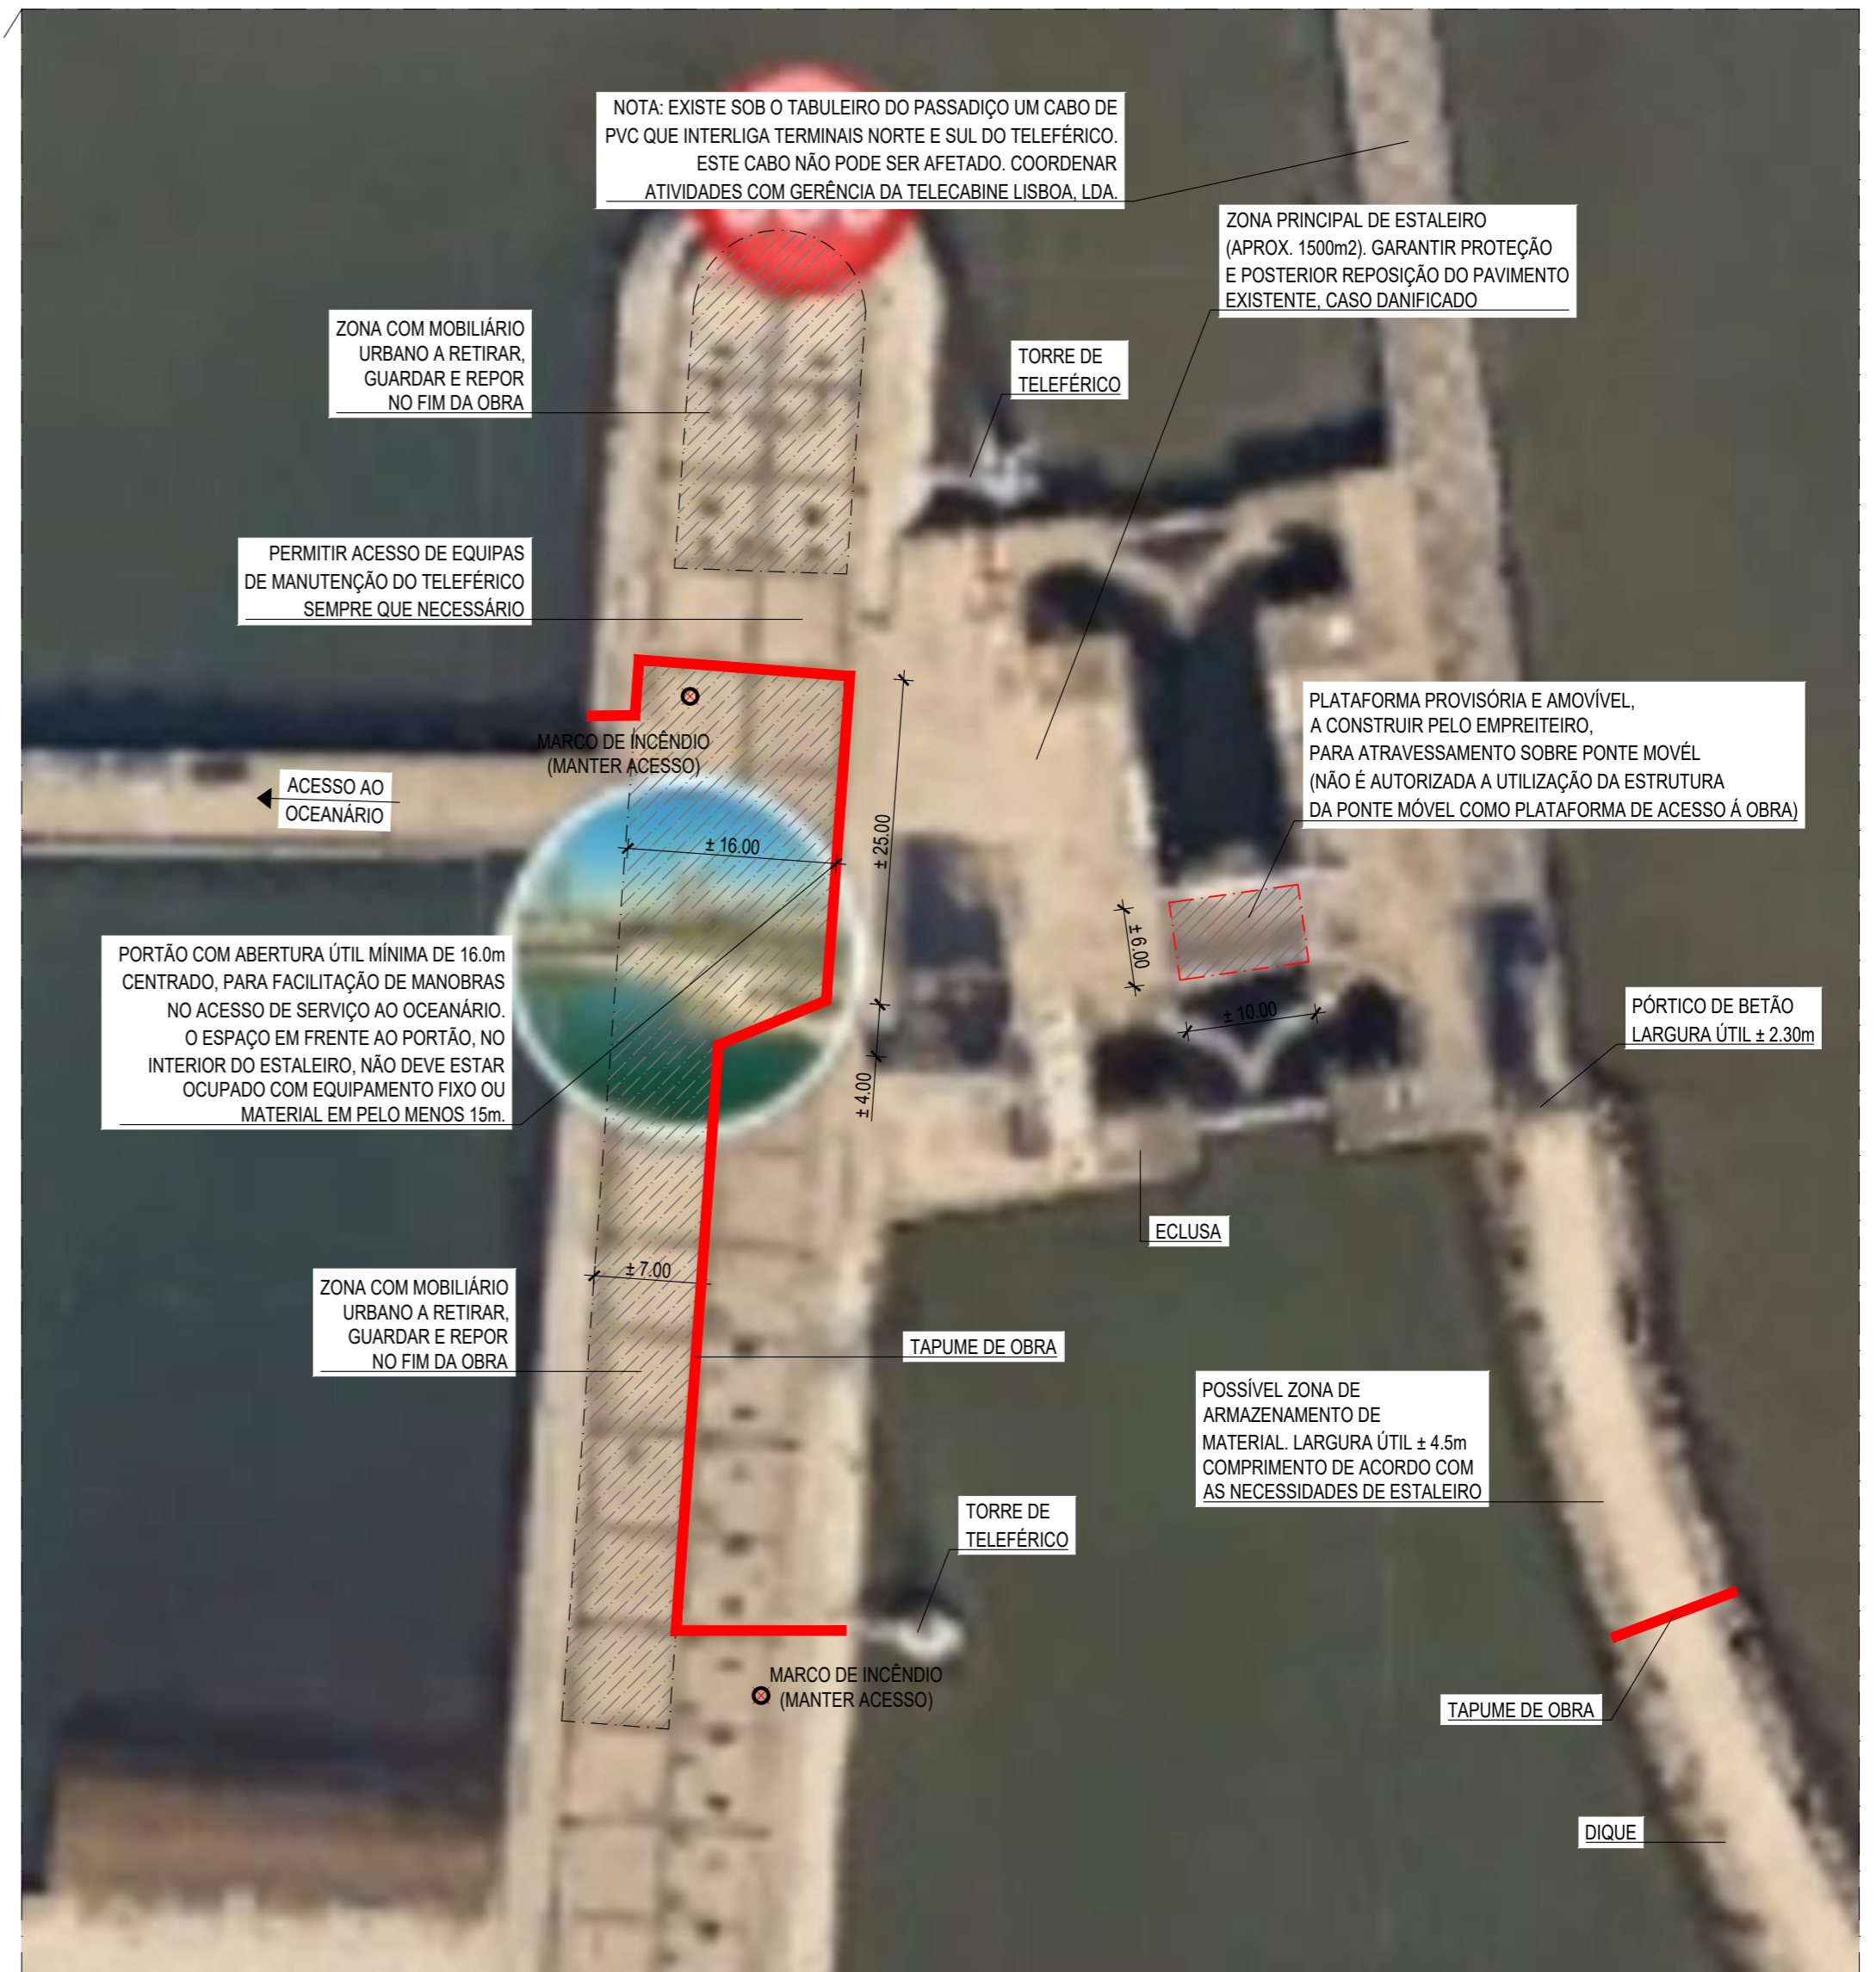 NOTA: EXISTE SOB O TABULEIRO DO PASSADIÇO UM CABO DE
PVC QUE INTERLIGA TERMINAIS NORTE E SUL DO TELEFÉRICO.
ESTE CABO NÃO PODE SER AFETADO. COORDENAR
ATIVIDADES COM GERÊNCIA DA TELECABINE LISBOA, LDA.
ZONA PRINCIPAL DE ESTALEIRO
(APROX. 1500m2). GARANTIR PROTEÇÃO
E POSTERIOR REPOSIÇÃO DO PAVIMENTO
EXISTENTE, CASO DANIFICADO
ZONA COM MOBILIÁRIO
URBANO A RETIRAR,
GUARDAR E REPOR
NO FIM DA OBRA
TORRE DE
TELEFÉRICO
PERMITIR ACESSO DE EQUIPAS
DE MANUTENÇÃO DO TELEFÉRICO
SEMPRE QUE NECESSÁRIO
PLATAFORMA PROVISÓRIA E AMOVÍVEL,
A CONSTRUIR PELO EMPREITEIRO,
PARA ATRAVESSAMENTO SOBRE PONTE MOVÉL
(NÃO É AUTORIZADA A UTILIZAÇÃO DA ESTRUTURA
DA PONTE MÓVEL COMO PLATAFORMA DE ACESSO Á OBRA)
MARCO DE INCÊNDIO
(MANTER ACESSO)
ACESSO AO
OCEANÁRIO
± 16.00
± 25.00
± 6.00
± 10.00
± 4.00
PORTÃO COM ABERTURA ÚTIL MÍNIMA DE 16.0m
CENTRADO, PARA FACILITAÇÃO DE MANOBRAS
NO ACESSO DE SERVIÇO AO OCEANÁRIO.
O ESPAÇO EM FRENTE AO PORTÃO, NO
INTERIOR DO ESTALEIRO, NÃO DEVE ESTAR
OCUPADO COM EQUIPAMENTO FIXO OU
MATERIAL EM PELO MENOS 15m.
PÓRTICO DE BETÃO
LARGURA ÚTIL ± 2.30m
ECLUSA
± 7.00
ZONA COM MOBILIÁRIO
URBANO A RETIRAR,
GUARDAR E REPOR
NO FIM DA OBRA
TAPUME DE OBRA
POSSÍVEL ZONA DE
ARMAZENAMENTO DE
MATERIAL. LARGURA ÚTIL ± 4.5m
COMPRIMENTO DE ACORDO COM
AS NECESSIDADES DE ESTALEIRO
TORRE DE
TELEFÉRICO
MARCO DE INCÊNDIO
(MANTER ACESSO)
TAPUME DE OBRA
DIQUE